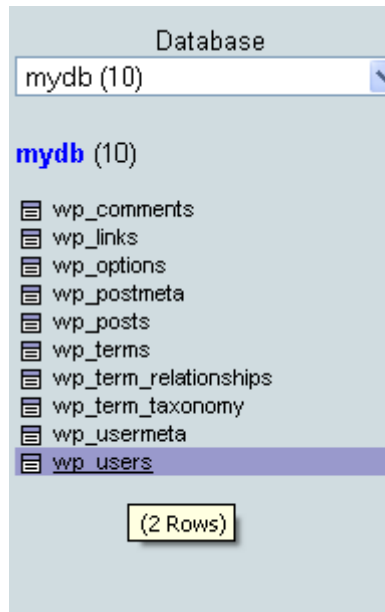 Database
mydb (10)
mydb (10)
wp_comments
wp_links
wp_options
wp_postmeta
wp_posts
wp_terms
wp_term_relationships
wp_term_taxonomy
wp_usermeta
wp_users
(2 Rows)